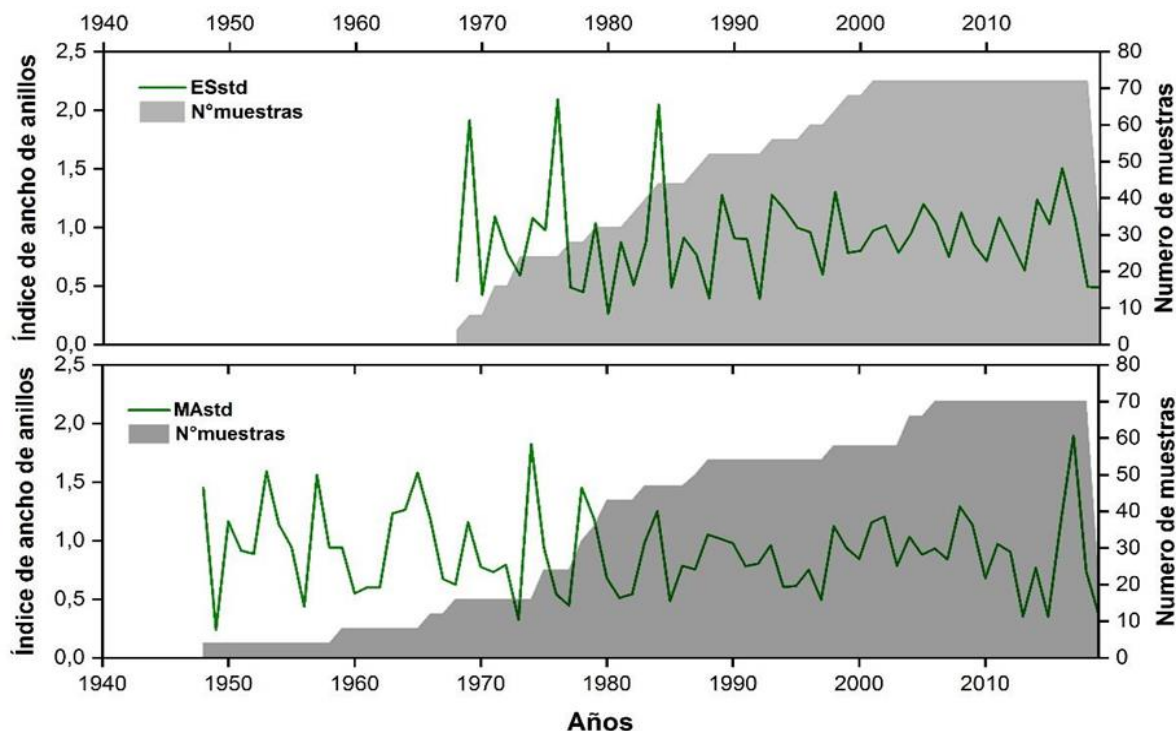 1940 1950 1960 1970 1980 1990 2000 2010
2,5
2,0
1,5
1,0
0,5
0,0
Índice de ancho de anillos
ESstd
N°muestras
80
70
60
50
40
30
20
10
0
Numero de muestras
2,5
2,0
1,5
1,0
0,5
0,0
Índice de ancho de anillos
MAstd
N°muestras
80
70
60
50
40
30
20
10
0
Numero de muestras
1940 1950 1960 1970 1980 1990 2000 2010
Años